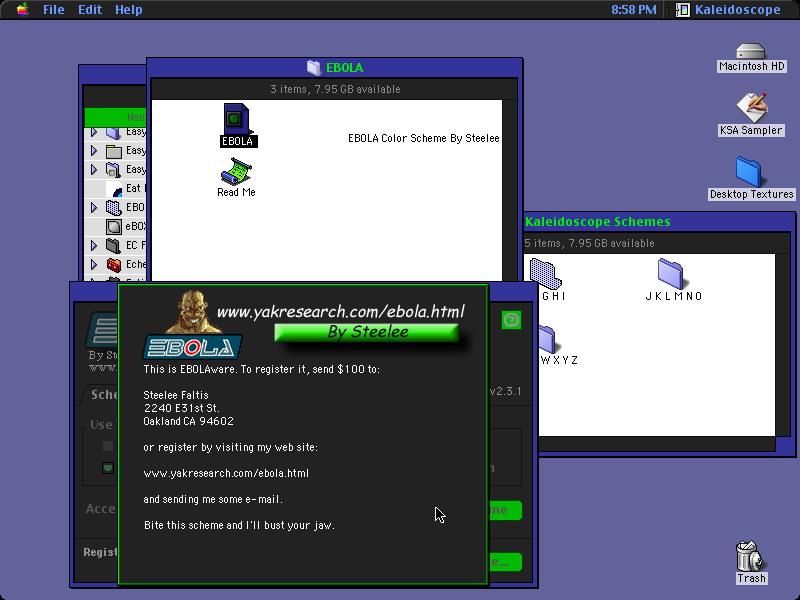 File Edit Help
8:58 PM
Kaleidoscope
EBOLA
3 items, 7.95 GB available
EBOLA
EBOLA Color Scheme By Steelee
Read Me
Easy
Easy
Easy
Eat
EBO
eBOX
EC F
Eche
Macintosh HD
KSA Sampler
Desktop Textures
Kaleidoscope Schemes
5 items, 7.95 GB available
GHI
JKLMNO
WXYZ
www.yakresearch.com/ebola.html
By Steelee
EBOLA
This is EBOLAware. To register it, send $100 to:
Steelee Faltis
2240 E31st St.
Oakland CA 94602
or register by visiting my web site:
www.yakresearch.com/ebola.html
and sending me some e-mail.
Bite this scheme and I'll bust your jaw.
By St
www.
Sche
Use
Acce
Regist
v2.3.1
me
e...
Trash